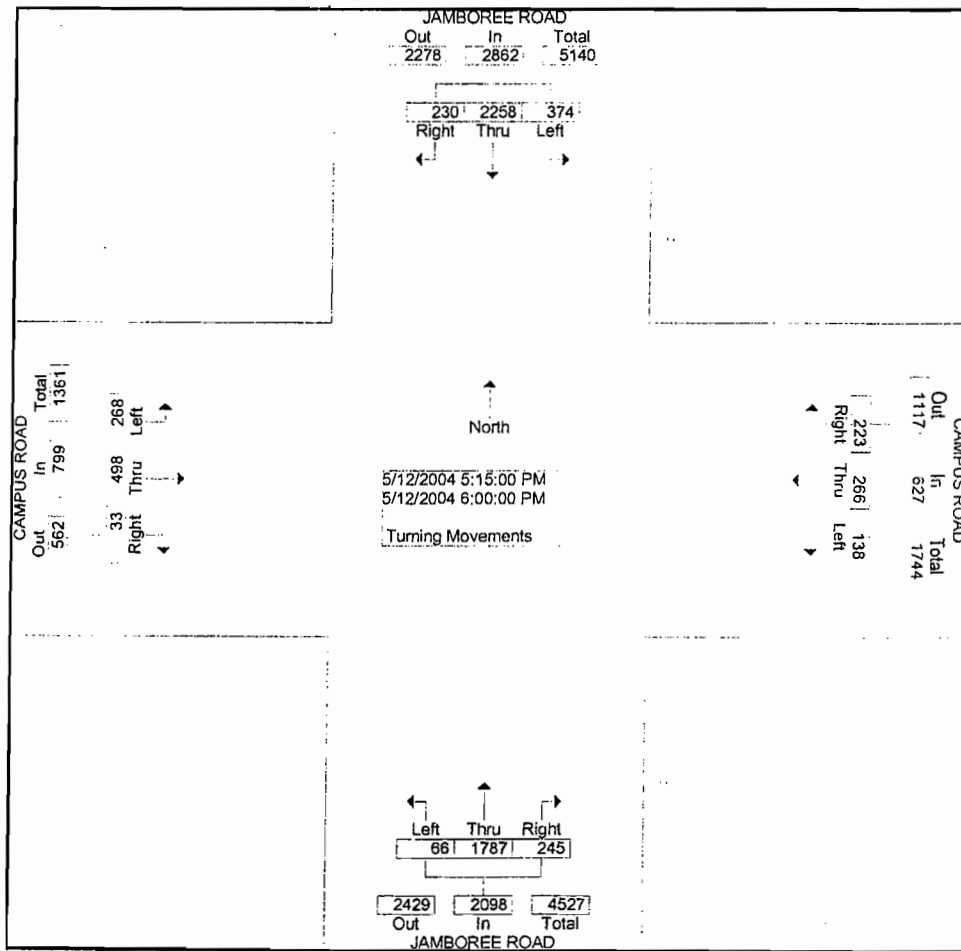 JAMBOREE ROAD
Out In Total
2278 2862 5140
230 2258 374
Right Thru Left
CAMPUS ROAD
Out In Total
562 799 1361
33 498 268
Right Thru Left
North
5/12/2004 5:15:00 PM
5/12/2004 6:00:00 PM
Turning Movements
Right Thru Left
223 266 138
Out In Total
1117 627 1744
CAMPUS ROAD
Left Thru Right
66 1787 245
2429 2098 4527
Out In Total
JAMBOREE ROAD